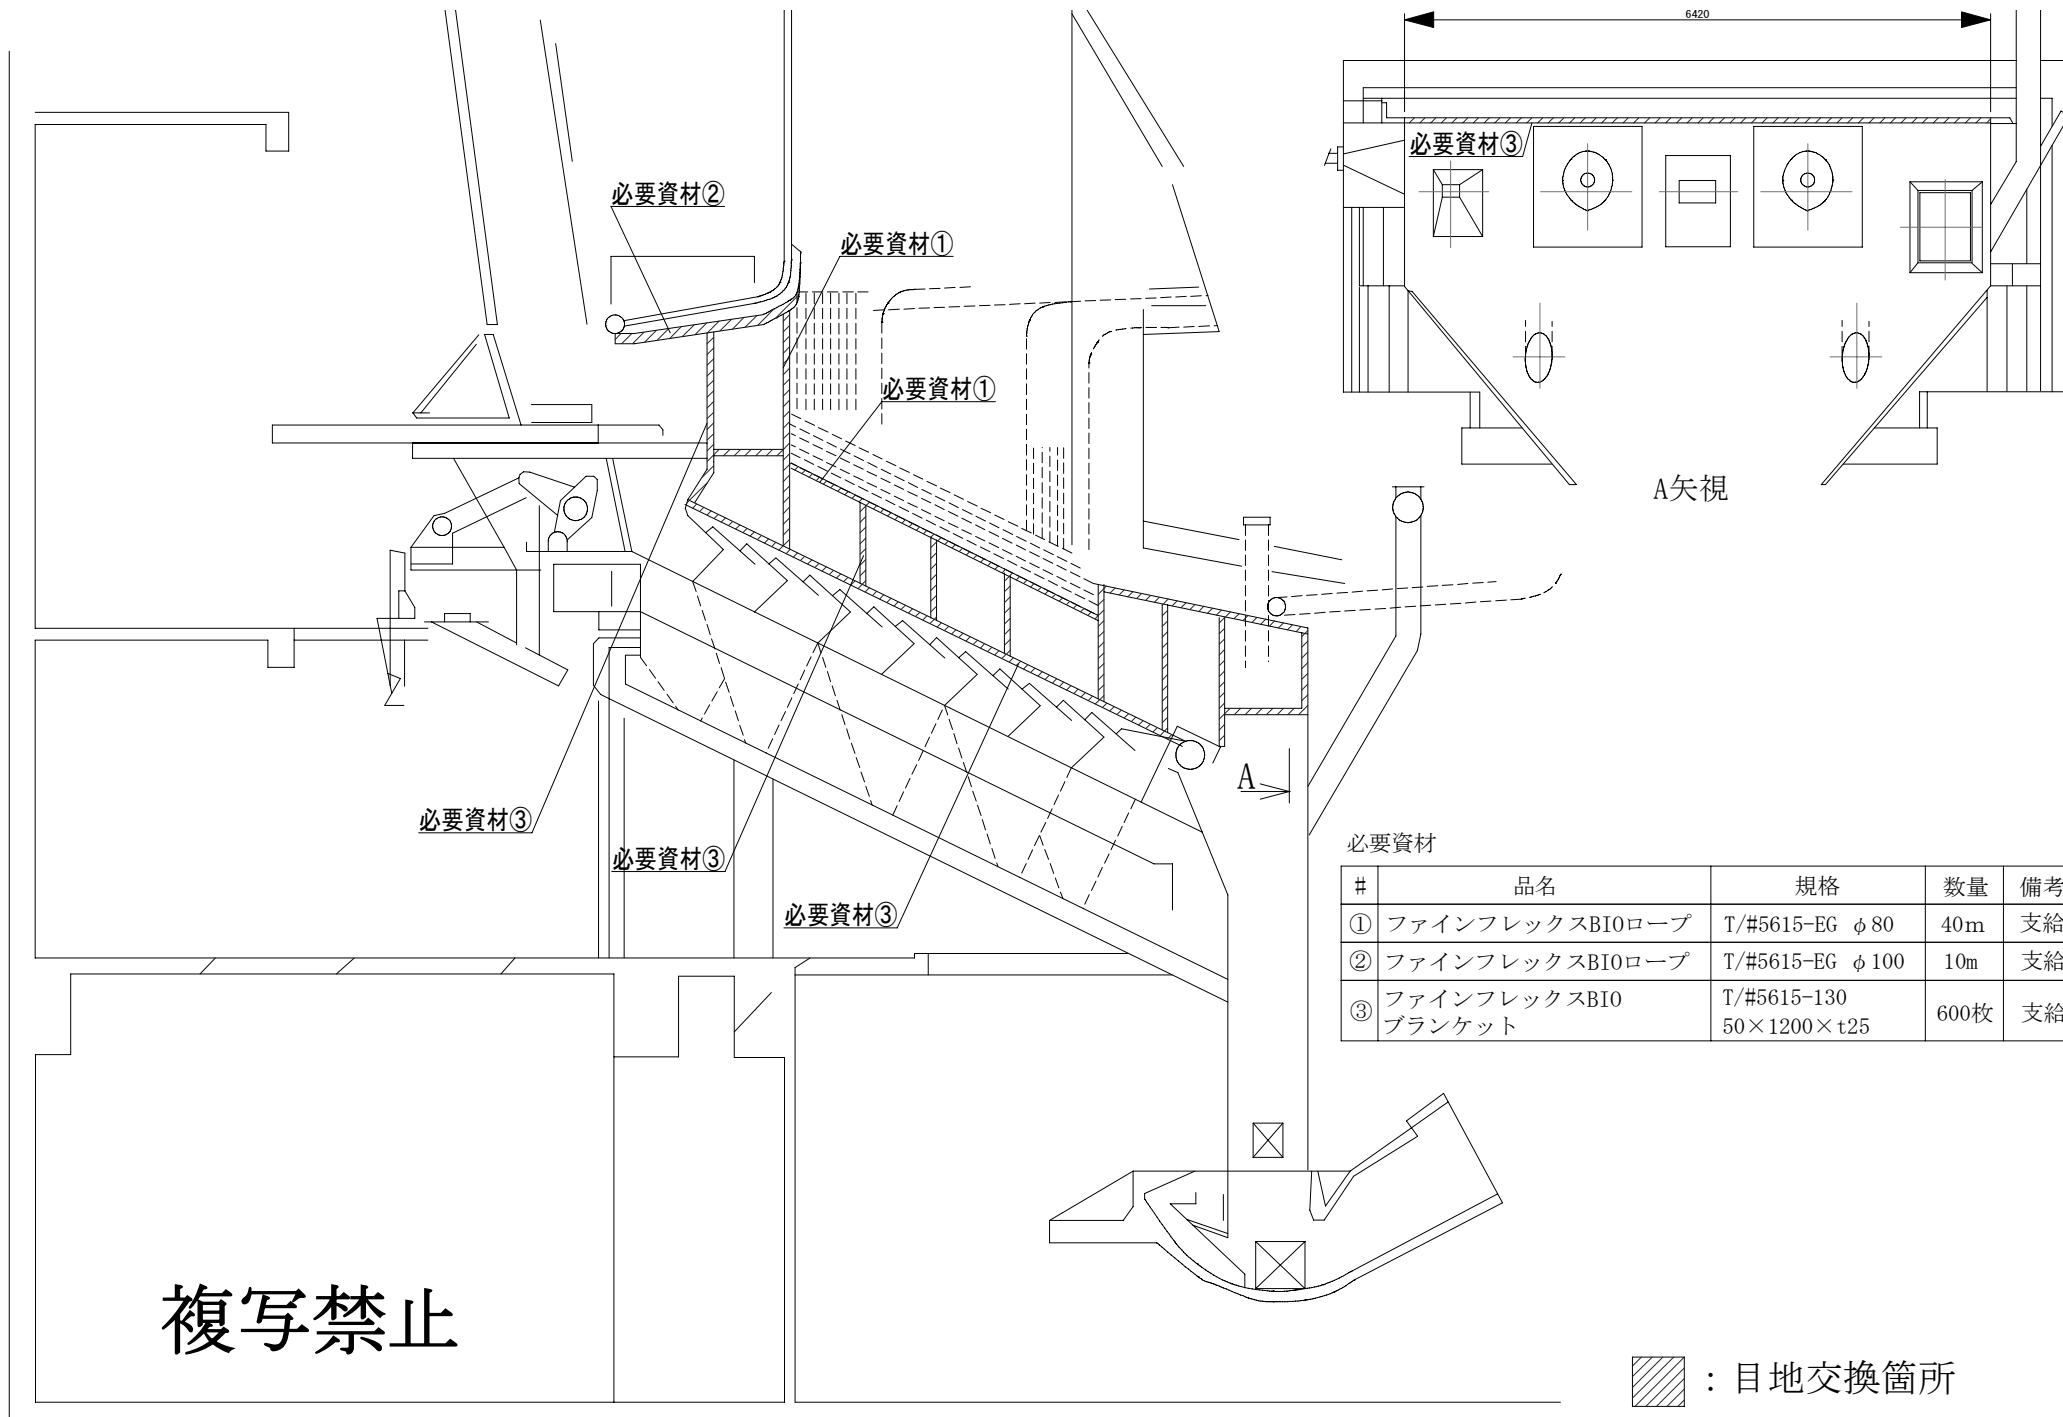 6420
必要資材③
必要資材②
必要資材①
必要資材①
A矢視
A
必要資材③
必要資材③
必要資材③
必要資材
# 品名 規格 数量 備考
① ファインフレックスBIOロープ T/#5615-EG φ80 40m 支給
② ファインフレックスBIOロープ T/#5615-EG φ100 10m 支給
③ ファインフレックスBIO
ブランケット T/#5615-130
50×1200×t25 600枚 支給
複写禁止
：目地交換箇所